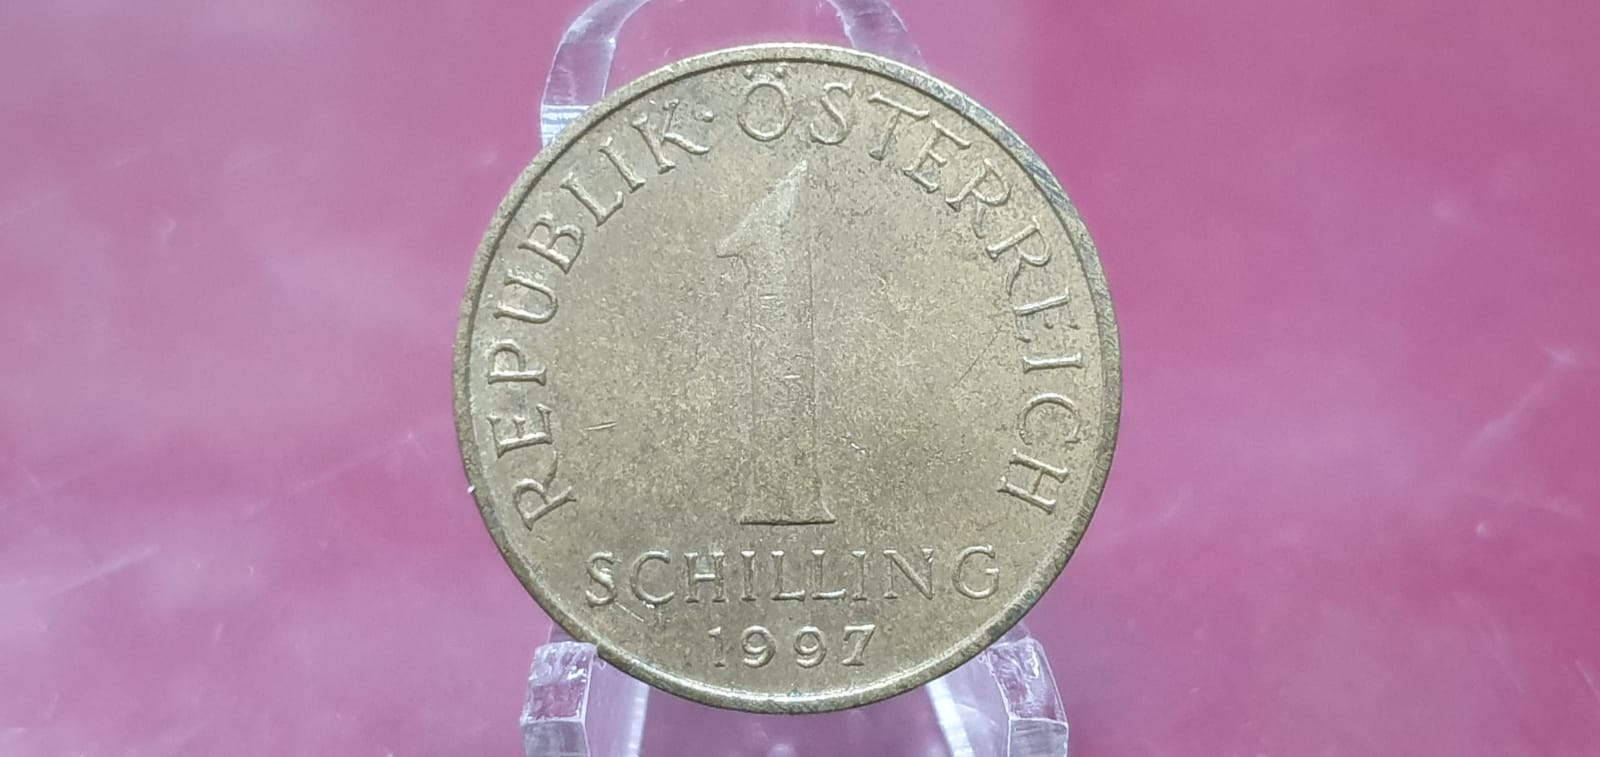 REPUBLIK·ÖSTERREICH
1
SCHILLING
1997